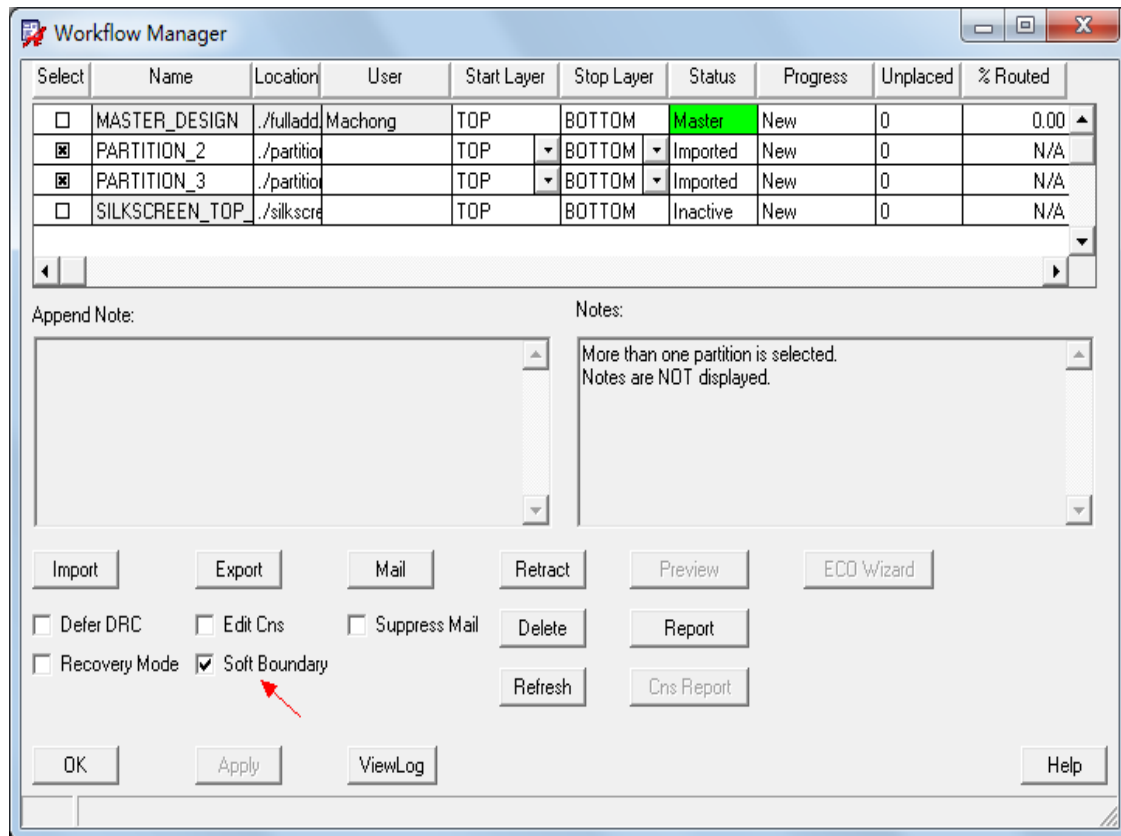 Workflow Manager
Select Name Location User Start Layer Stop Layer Status Progress Unplaced % Routed
MASTER_DESIGN ./fulladd. Machong TOP BOTTOM Master New 0 0.00
PARTITION_2 ./partitio TOP BOTTOM Imported New 0 N/A
PARTITION_3 ./partitio TOP BOTTOM Imported New 0 N/A
SILKSCREEN_TOP_ ./silkscre TOP BOTTOM Inactive New 0 N/A
Append Note: Notes:
More than one partition is selected.
Notes are NOT displayed.
Import Export Mail Retract Preview ECO Wizard
Defer DRC Edit Cns Suppress Mail Delete Report
Recovery Mode Soft Boundary
Refresh Cns Report
OK Apply ViewLog Help